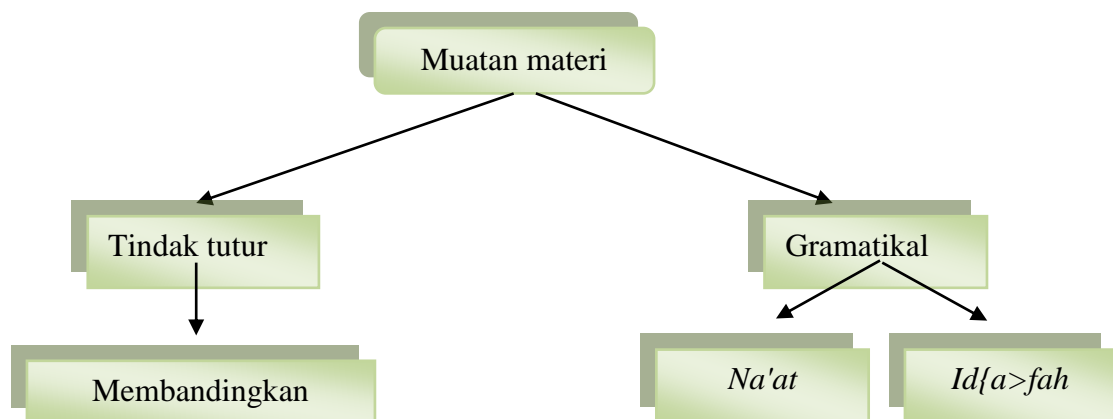 Muatan materi
Tindak tutur
Gramatikal
Membandingkan
Na'at
Id{a>fah